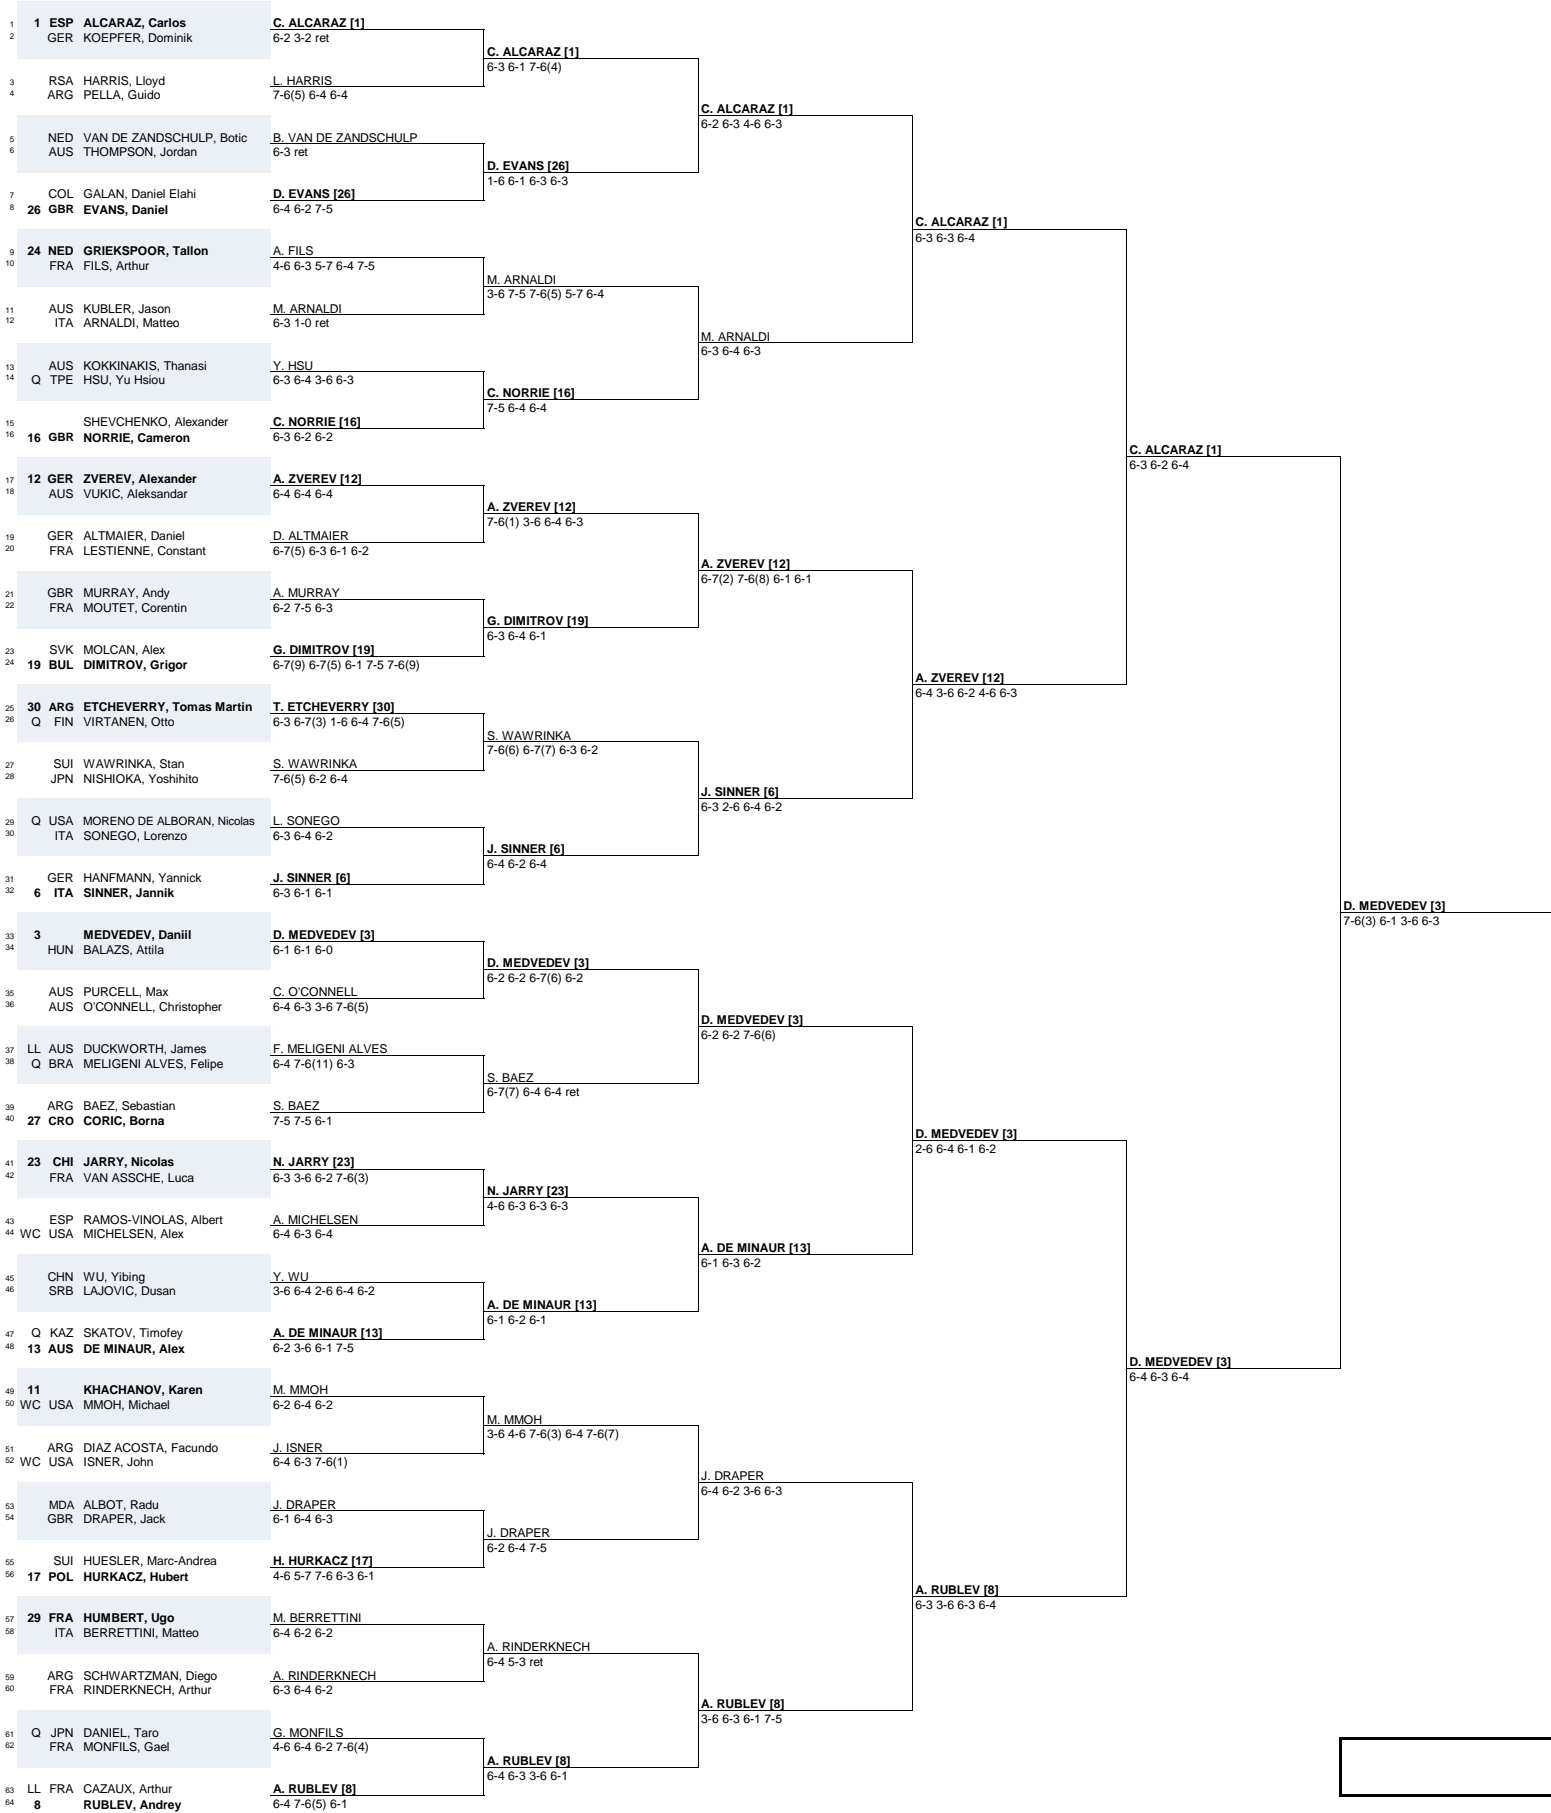 1 1 ESP ALCARAZ, Carlos
2 GER KOEPFER, Dominik
3 RSA HARRIS, Lloyd
4 ARG PELLA, Guido
5 NED VAN DE ZANDSCHULP, Botic
6 AUS THOMPSON, Jordan
7 COL GALAN, Daniel Elahi
8 26 GBR EVANS, Daniel
9 24 NED GRIEKSPOOR, Tallon
10 FRA FILS, Arthur
11 AUS KUBLER, Jason
12 ITA ARNALDI, Matteo
13 AUS KOKKINAKIS, Thanasi
14 Q TPE HSU, Yu Hsiou
15 SHEVCHENKO, Alexander
16 16 GBR NORRIE, Cameron
17 12 GER ZVEREV, Alexander
18 AUS VUKIC, Aleksandar
19 GER ALTMAIER, Daniel
20 FRA LESTIENNE, Constant
21 GBR MURRAY, Andy
22 FRA MOUTET, Corentin
23 SVK MOLCAN, Alex
24 19 BUL DIMITROV, Grigor
25 30 ARG ETCHEVERRY, Tomas Martin
26 Q FIN VIRTANEN, Otto
27 SUI WAWRINKA, Stan
28 JPN NISHIOKA, Yoshihito
29 Q USA MORENO DE ALBORAN, Nicolas
30 ITA SONEGO, Lorenzo
31 GER HANFMANN, Yannick
32 6 ITA SINNER, Jannik
33 3 MEDVEDEV, Daniil
34 HUN BALAZS, Attila
35 AUS PURCELL, Max
36 AUS O'CONNELL, Christopher
37 LL AUS DUCKWORTH, James
38 Q BRA MELIGENI ALVES, Felipe
39 ARG BAEZ, Sebastian
40 27 CRO CORIC, Borna
41 23 CHI JARRY, Nicolas
42 FRA VAN ASSCHE, Luca
43 ESP RAMOS-VINOLAS, Albert
44 WC USA MICHELSEN, Alex
45 CHN WU, Yibing
46 SRB LAJOVIC, Dusan
47 Q KAZ SKATOV, Timofey
48 13 AUS DE MINAUR, Alex
49 11 KHACHANOV, Karen
50 WC USA MMOH, Michael
51 ARG DIAZ ACOSTA, Facundo
52 WC USA ISNER, John
53 MDA ALBOT, Radu
54 GBR DRAPER, Jack
55 SUI HUESLER, Marc-Andrea
56 17 POL HURKACZ, Hubert
57 29 FRA HUMBERT, Ugo
58 ITA BERRETTINI, Matteo
59 ARG SCHWARTZMAN, Diego
60 FRA RINDERKNECH, Arthur
61 Q JPN DANIEL, Taro
62 FRA MONFILS, Gael
63 LL FRA CAZAUX, Arthur
64 8 RUBLEV, Andrey
C. ALCARAZ [1]
6-2 3-2 ret
L. HARRIS
7-6(5) 6-4 6-4
B. VAN DE ZANDSCHULP
6-3 ret
D. EVANS [26]
6-4 6-2 7-5
A. FILS
4-6 6-3 5-7 6-4 7-5
M. ARNALDI
6-3 1-0 ret
Y. HSU
6-3 6-4 3-6 6-3
C. NORRIE [16]
6-3 6-2 6-2
A. ZVEREV [12]
6-4 6-4 6-4
D. ALTMAIER
6-7(5) 6-3 6-1 6-2
A. MURRAY
6-2 7-5 6-3
G. DIMITROV [19]
6-7(9) 6-7(5) 6-1 7-5 7-6(9)
T. ETCHEVERRY [30]
6-3 6-7(3) 1-6 6-4 7-6(5)
S. WAWRINKA
7-6(5) 6-2 6-4
L. SONEGO
6-3 6-4 6-2
J. SINNER [6]
6-3 6-1 6-1
D. MEDVEDEV [3]
6-1 6-1 6-0
C. O'CONNELL
6-4 6-3 3-6 7-6(5)
F. MELIGENI ALVES
6-4 7-6(11) 6-3
S. BAEZ
7-5 7-5 6-1
N. JARRY [23]
6-3 3-6 6-2 7-6(3)
A. MICHELSEN
6-4 6-3 6-4
Y. WU
3-6 6-4 2-6 6-4 6-2
A. DE MINAUR [13]
6-2 3-6 6-1 7-5
M. MMOH
6-2 6-4 6-2
J. ISNER
6-4 6-3 7-6(1)
J. DRAPER
6-1 6-4 6-3
H. HURKACZ [17]
4-6 5-7 7-6 6-3 6-1
M. BERRETTINI
6-4 6-2 6-2
A. RINDERKNECH
6-3 6-4 6-2
G. MONFILS
4-6 6-4 6-2 7-6(4)
A. RUBLEV [8]
6-4 7-6(5) 6-1
C. ALCARAZ [1]
6-3 6-1 7-6(4)
D. EVANS [26]
1-6 6-1 6-3 6-3
M. ARNALDI
3-6 7-5 7-6(5) 5-7 6-4
C. NORRIE [16]
7-5 6-4 6-4
A. ZVEREV [12]
7-6(1) 3-6 6-4 6-3
G. DIMITROV [19]
6-3 6-4 6-1
S. WAWRINKA
7-6(6) 6-7(7) 6-3 6-2
J. SINNER [6]
6-4 6-2 6-4
D. MEDVEDEV [3]
6-2 6-2 6-7(6) 6-2
S. BAEZ
6-7(7) 6-4 6-4 ret
N. JARRY [23]
4-6 6-3 6-3 6-3
A. DE MINAUR [13]
6-1 6-2 6-1
M. MMOH
3-6 4-6 7-6(3) 6-4 7-6(7)
J. DRAPER
6-2 6-4 7-5
A. RINDERKNECH
6-4 5-3 ret
A. RUBLEV [8]
6-4 6-3 3-6 6-1
C. ALCARAZ [1]
6-2 6-3 4-6 6-3
M. ARNALDI
6-3 6-4 6-3
A. ZVEREV [12]
6-7(2) 7-6(8) 6-1 6-1
J. SINNER [6]
6-3 2-6 6-4 6-2
D. MEDVEDEV [3]
6-2 6-2 7-6(6)
A. DE MINAUR [13]
6-1 6-3 6-2
J. DRAPER
6-4 6-2 3-6 6-3
A. RUBLEV [8]
3-6 6-3 6-1 7-5
C. ALCARAZ [1]
6-3 6-3 6-4
A. ZVEREV [12]
6-4 3-6 6-2 4-6 6-3
D. MEDVEDEV [3]
2-6 6-4 6-1 6-2
A. RUBLEV [8]
6-3 3-6 6-3 6-4
C. ALCARAZ [1]
6-3 6-2 6-4
D. MEDVEDEV [3]
6-4 6-3 6-4
D. MEDVEDEV [3]
7-6(3) 6-1 3-6 6-3